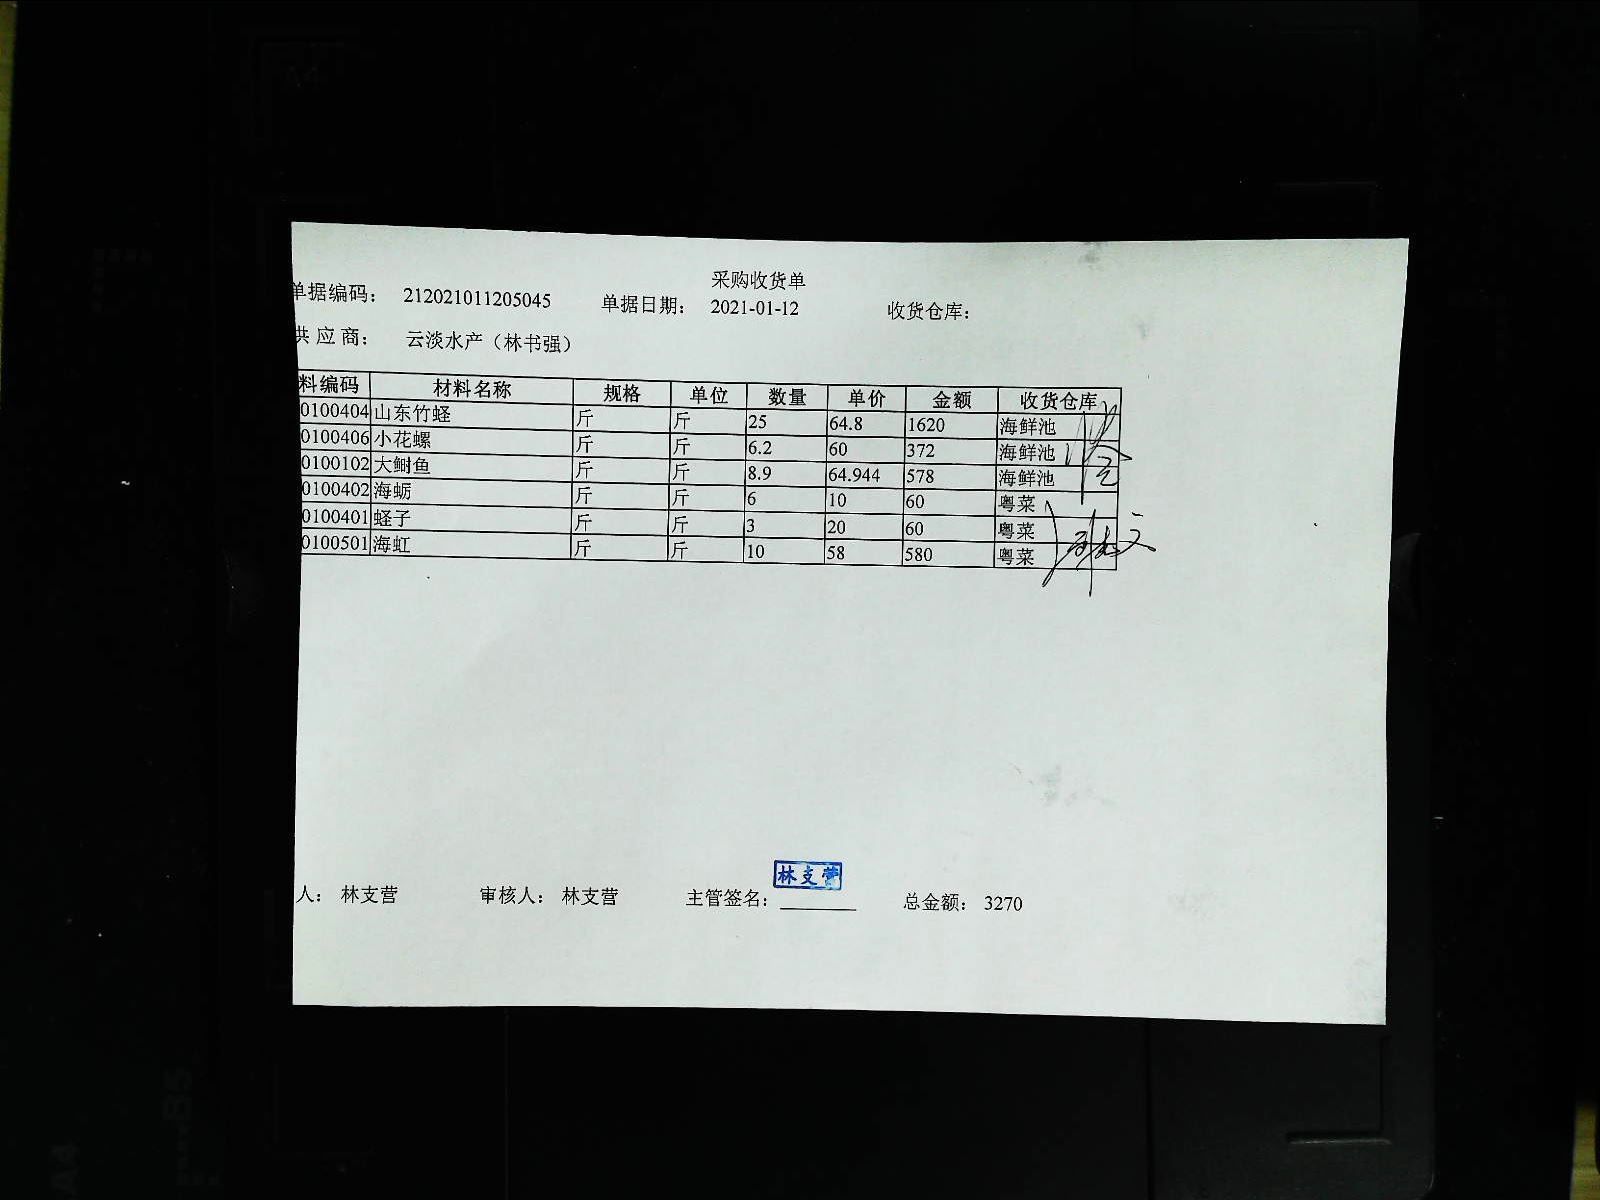 采购收货单
单据编码： 212021011205045 单据日期： 2021-01-12 收货仓库：
供 应 商： 云淡水产（林书强）
料编码 材料名称 规格 单位 数量 单价 金额 收货仓库
0100404 山东竹蛏 斤 斤 25 64.8 1620 海鲜池
0100406 小花螺 斤 斤 6.2 60 372 海鲜池
0100102 大鲥鱼 斤 斤 8.9 64.944 578 海鲜池
0100402 海蛎 斤 斤 6 10 60 粤菜
0100401 蛏子 斤 斤 3 20 60 粤菜
0100501 海虹 斤 斤 10 58 580 粤菜
林支营
人： 林支营 审核人： 林支营 主管签名： 总金额： 3270